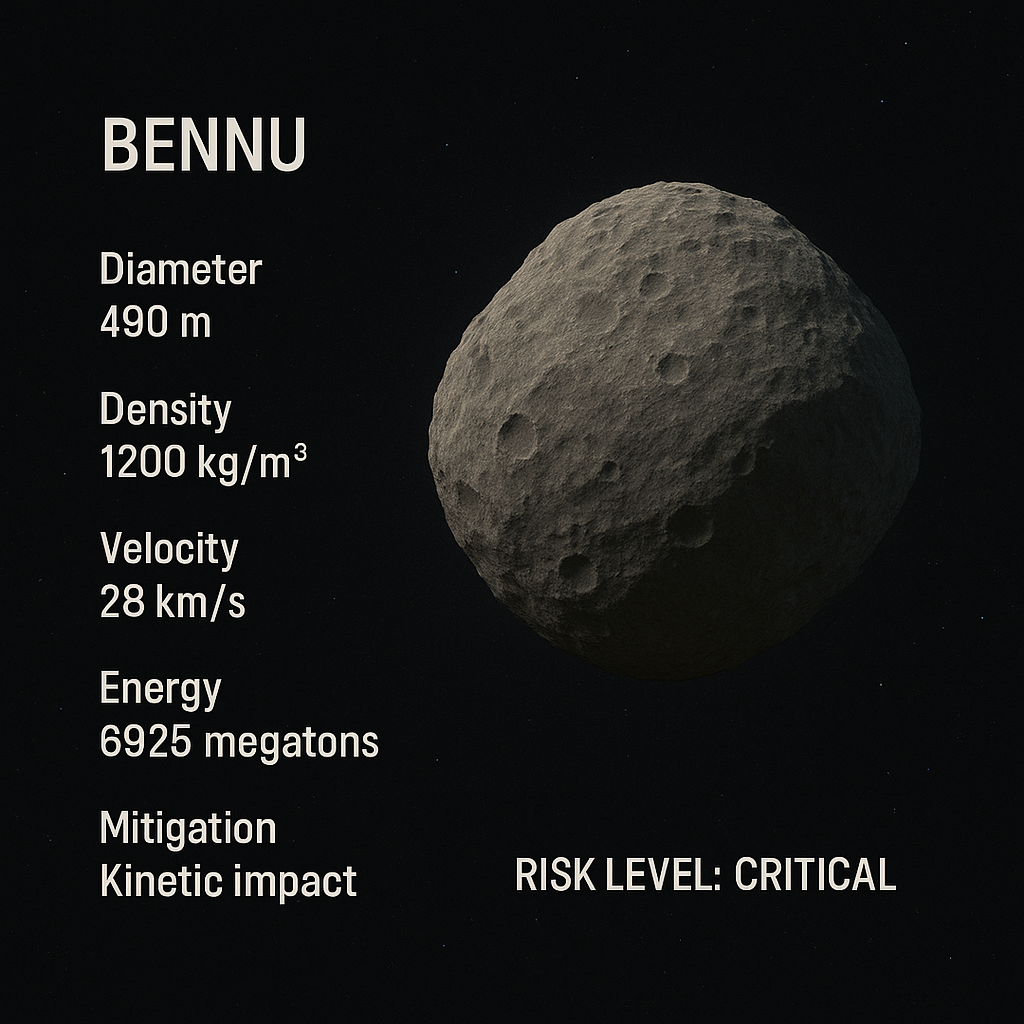 BENNU
Diameter
490 m
Density
1200 kg/m³
Velocity
28 km/s
Energy
6925 megatons
Mitigation
Kinetic impact
RISK LEVEL: CRITICAL